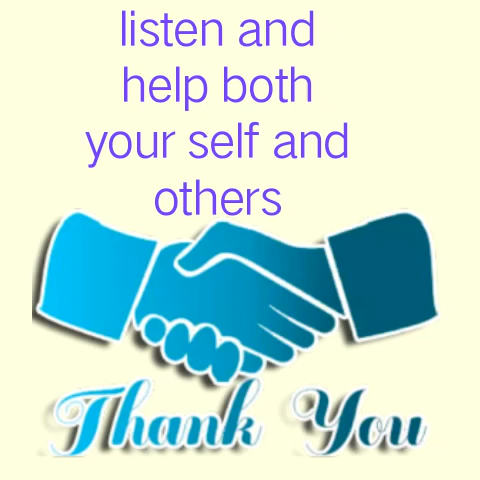 listen and
help both
your self and
others
Thank You